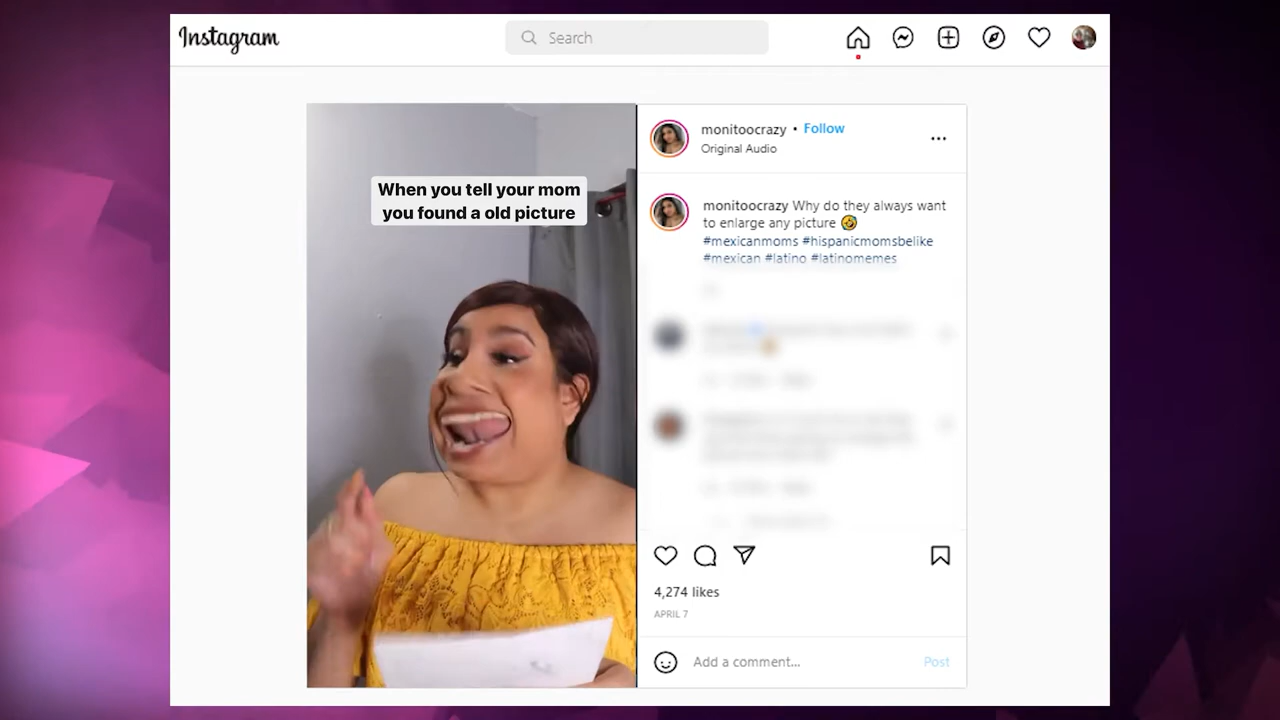 Instagram
Search
When you tell your mom
you found a old picture
monitoocrazy • Follow
Original Audio
monitoocrazy Why do they always want
to enlarge any picture 🤣
#mexicanmoms #hispanicmomsbelike
#mexican #latino #latinomemes
4,274 likes
APRIL 7
Add a comment...
Post